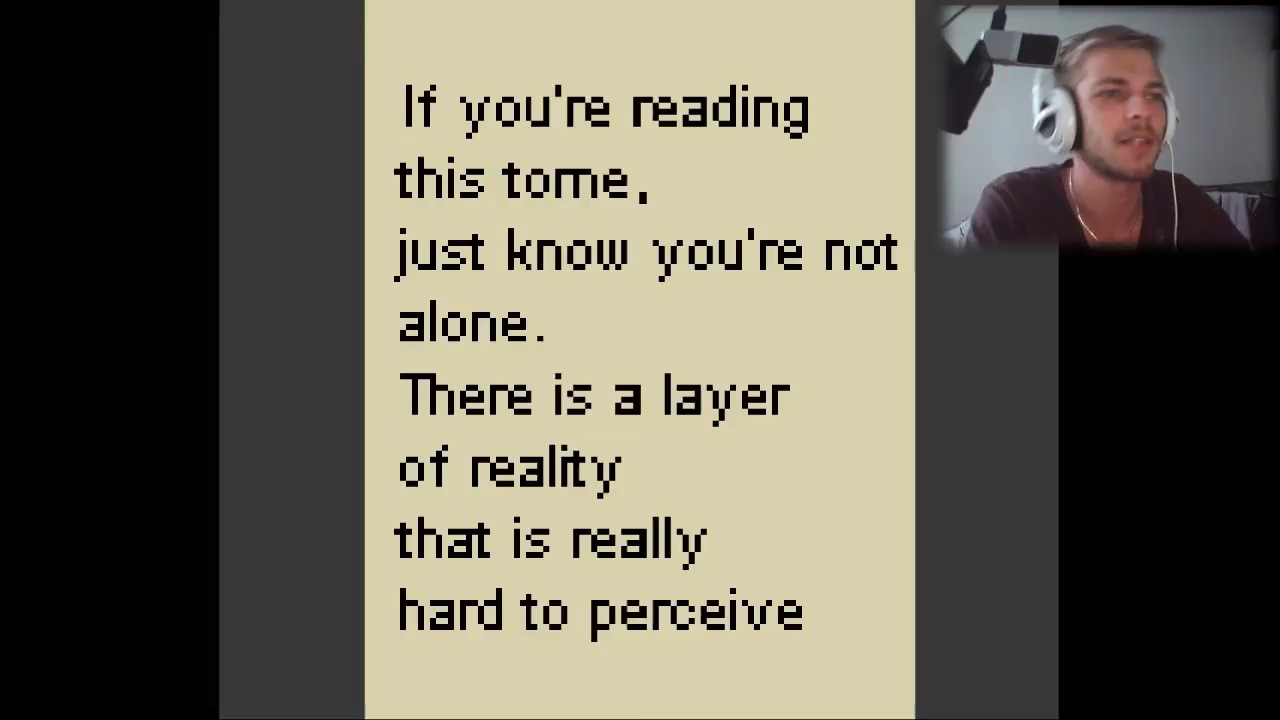 If you're reading
this tome,
just know you're not
alone.
There is a layer
of reality
that is really
hard to perceive